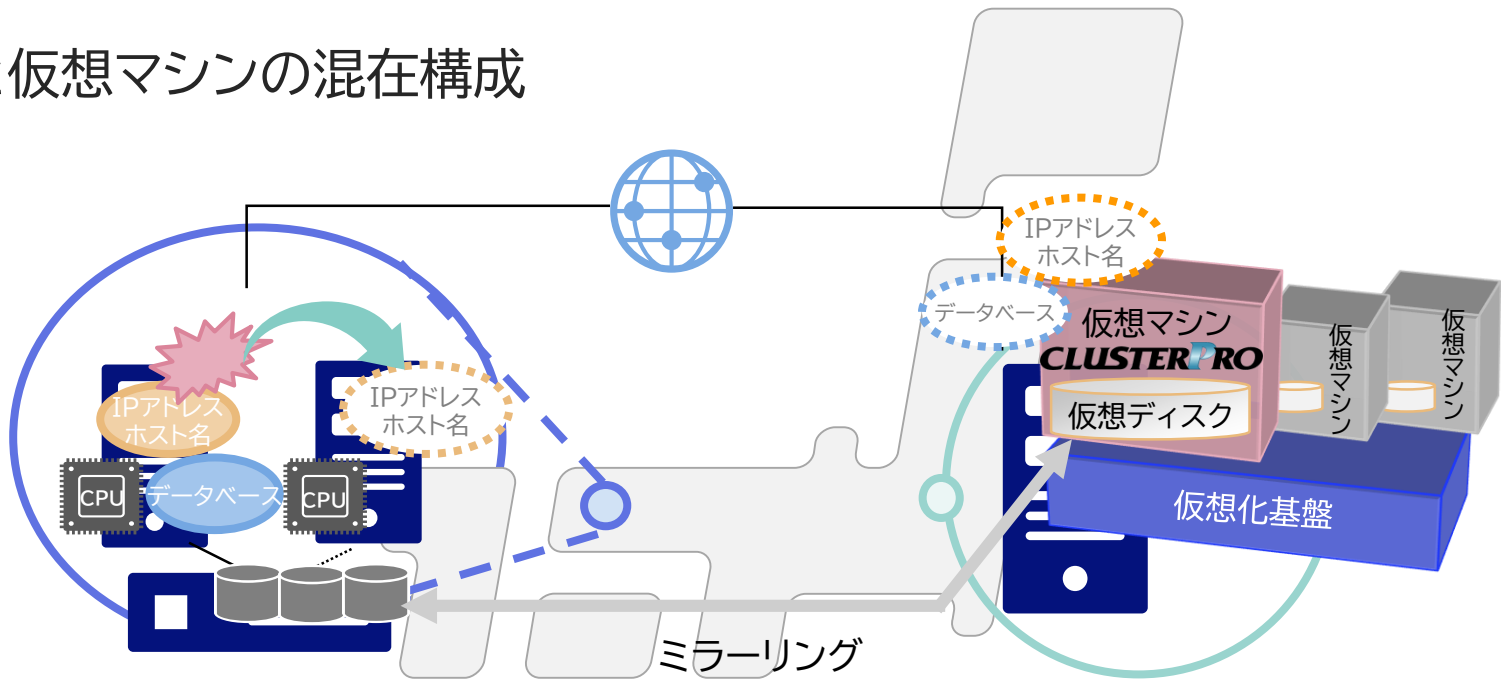 仮想マシンの混在構成
IPアドレス
ホスト名
データベース
仮想マシン
CLUSTERPRO
仮想ディスク
仮想マシン
仮想マシン
仮想化基盤
IPアドレス
ホスト名
IPアドレス
ホスト名
CPU
データベース
CPU
ミラーリング